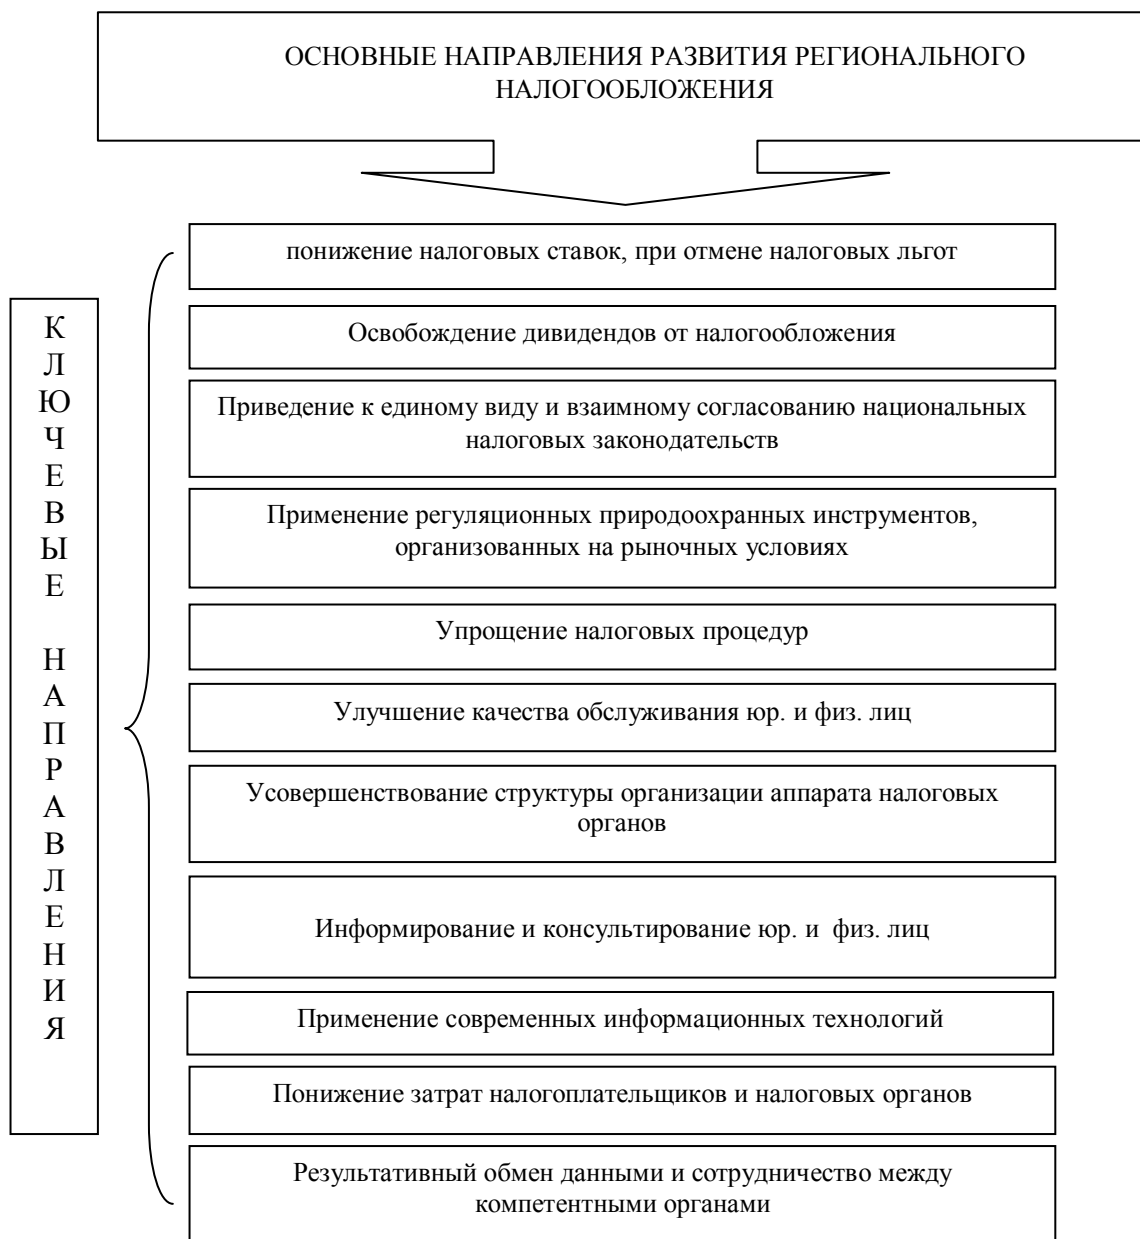 ОСНОВНЫЕ НАПРАВЛЕНИЯ РАЗВИТИЯ РЕГИОНАЛЬНОГО
НАЛОГООБЛОЖЕНИЯ
КЛЮЧЕВЫЕ НАПРАВЛЕНИЯ
понижение налоговых ставок, при отмене налоговых льгот
Освобождение дивидендов от налогообложения
Приведение к единому виду и взаимному согласованию национальных
налоговых законодательств
Применение регуляционных природоохранных инструментов,
организованных на рыночных условиях
Упрощение налоговых процедур
Улучшение качества обслуживания юр. и физ. лиц
Усовершенствование структуры организации аппарата налоговых
органов
Информирование и консультирование юр. и физ. лиц
Применение современных информационных технологий
Понижение затрат налогоплательщиков и налоговых органов
Результативный обмен данными и сотрудничество между
компетентными органами